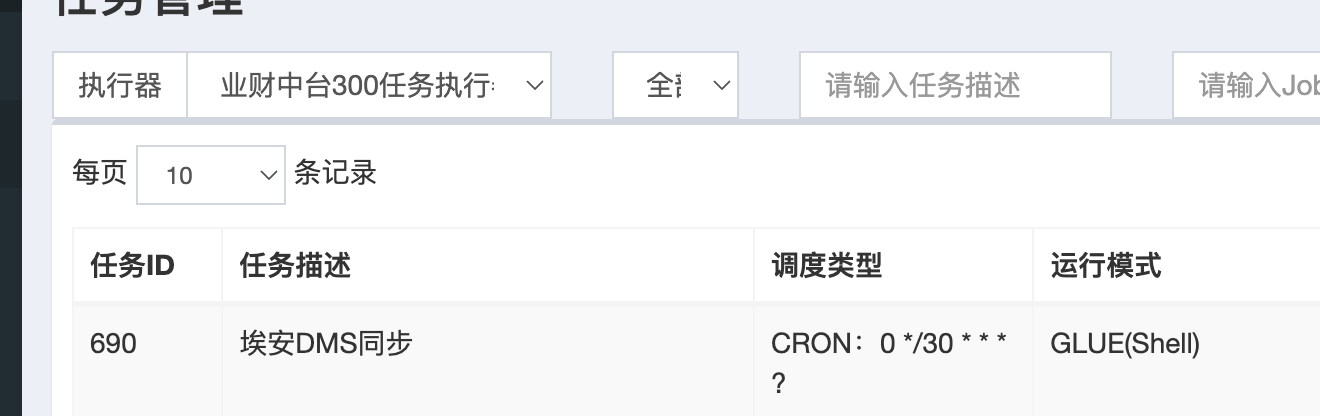 任务管理
执行器 业财中台300任务执行 全 请输入任务描述 请输入Job
每页 10 条记录
任务ID 任务描述 调度类型 运行模式
690 埃安DMS同步 CRON：0 */30 * * * GLUE(Shell)
?